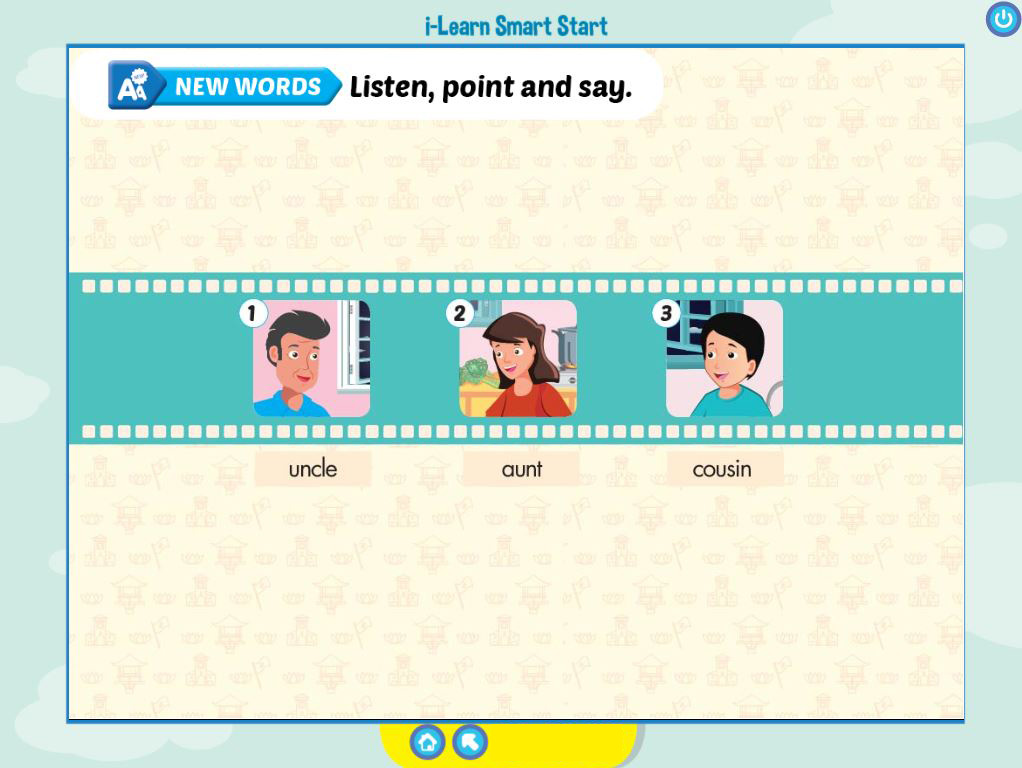 i-Learn Smart Start
NEW WORDS Listen, point and say.
1 2 3
uncle aunt cousin